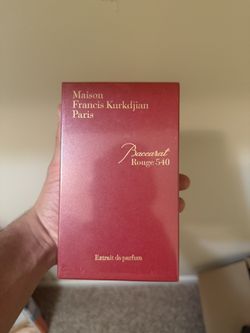 Maison
Francis Kurkdjian
Paris
Baccarat
Rouge 540
Extrait de parfum